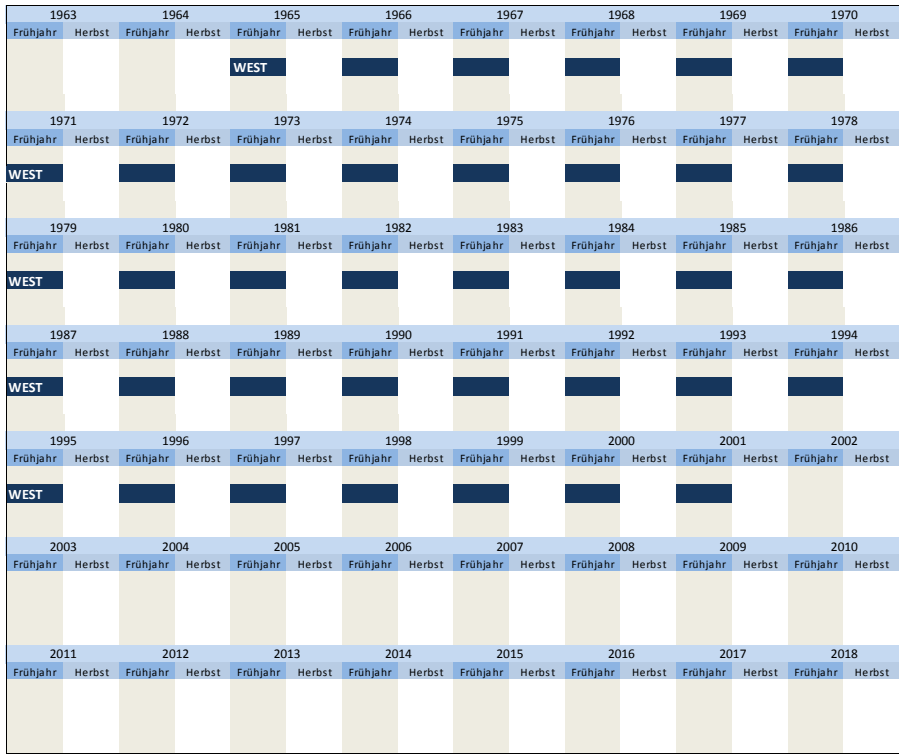 1963 1964 1965 1966 1967 1968 1969 1970
Frühjahr Herbst Frühjahr Herbst Frühjahr Herbst Frühjahr Herbst Frühjahr Herbst Frühjahr Herbst Frühjahr Herbst Frühjahr Herbst
WEST
1971 1972 1973 1974 1975 1976 1977 1978
Frühjahr Herbst Frühjahr Herbst Frühjahr Herbst Frühjahr Herbst Frühjahr Herbst Frühjahr Herbst Frühjahr Herbst Frühjahr Herbst
WEST
1979 1980 1981 1982 1983 1984 1985 1986
Frühjahr Herbst Frühjahr Herbst Frühjahr Herbst Frühjahr Herbst Frühjahr Herbst Frühjahr Herbst Frühjahr Herbst Frühjahr Herbst
WEST
1987 1988 1989 1990 1991 1992 1993 1994
Frühjahr Herbst Frühjahr Herbst Frühjahr Herbst Frühjahr Herbst Frühjahr Herbst Frühjahr Herbst Frühjahr Herbst Frühjahr Herbst
WEST
1995 1996 1997 1998 1999 2000 2001 2002
Frühjahr Herbst Frühjahr Herbst Frühjahr Herbst Frühjahr Herbst Frühjahr Herbst Frühjahr Herbst Frühjahr Herbst Frühjahr Herbst
WEST
2003 2004 2005 2006 2007 2008 2009 2010
Frühjahr Herbst Frühjahr Herbst Frühjahr Herbst Frühjahr Herbst Frühjahr Herbst Frühjahr Herbst Frühjahr Herbst Frühjahr Herbst
2011 2012 2013 2014 2015 2016 2017 2018
Frühjahr Herbst Frühjahr Herbst Frühjahr Herbst Frühjahr Herbst Frühjahr Herbst Frühjahr Herbst Frühjahr Herbst Frühjahr Herbst